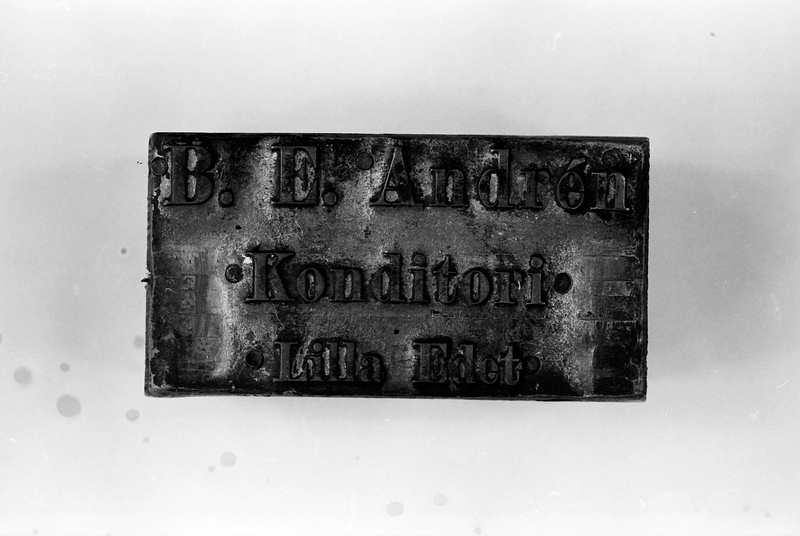 B. E. Andrén
Konditori
Lilla Edet